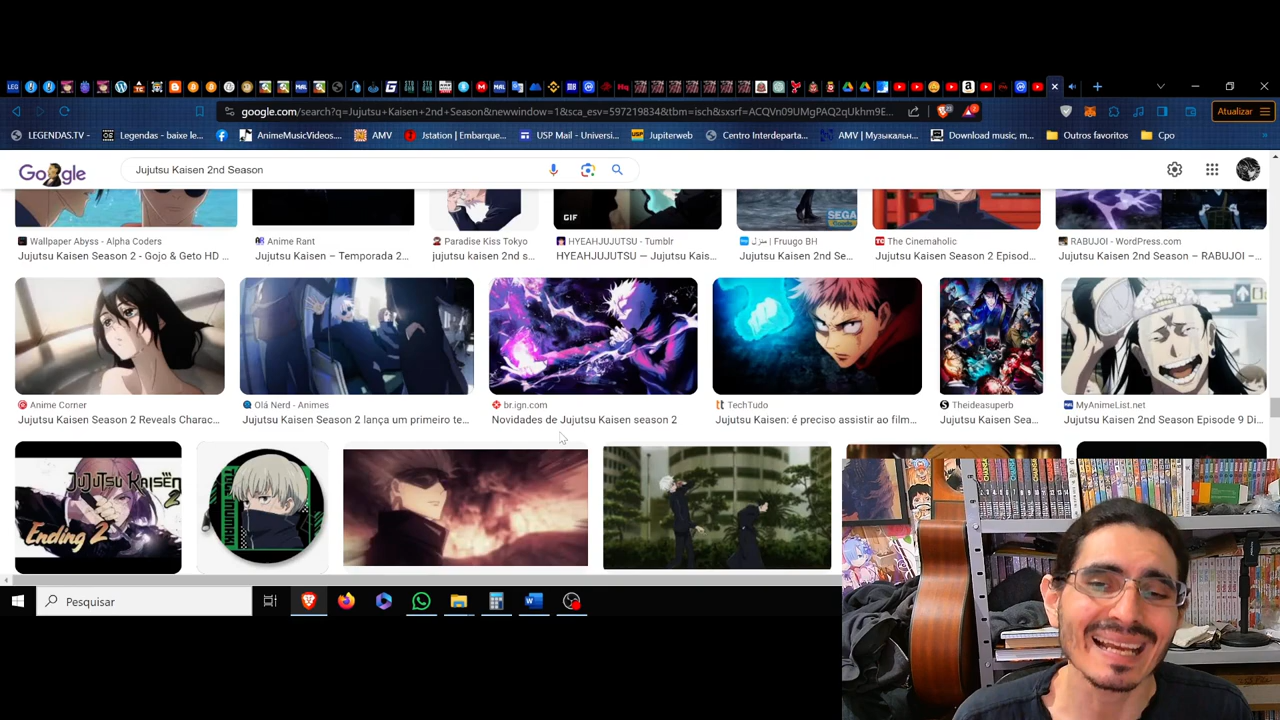 google.com/search?q=Jujutsu+Kaisen+2nd+Season&newwindow=1&sca_esv=597219834&tbm=isch&sxsrf=ACQVn09UMgPAQ2qUkhm9E...
Atualizar
LEGENDAS.TV -
Legendas - baixe le...
AnimeMusicVideos....
AMV
Jstation | Embarque...
USP Mail - Universi...
Jupiterweb
Centro Interdeparta...
AMV | Музыкальн...
Download music, m...
Outros favoritos
Cpo
Google
Jujutsu Kaisen 2nd Season
GIF
SEGA
Wallpaper Abyss - Alpha Coders
Anime Rant
Paradise Kiss Tokyo
HYEAHJUJUTSU - Tumblr
منزل | Fruugo BH
The Cinemaholic
RABUJOI - WordPress.com
Jujutsu Kaisen Season 2 - Gojo & Geto HD ...
Jujutsu Kaisen – Temporada 2...
jujutsu kaisen 2nd s...
HYEAHJUJUTSU — Jujutsu Kais...
Jujutsu Kaisen 2nd Se...
Jujutsu Kaisen Season 2 Episod...
Jujutsu Kaisen 2nd Season – RABUJOI –...
Anime Corner
Olá Nerd - Animes
br.ign.com
TechTudo
Theideasuperb
MyAnimeList.net
Jujutsu Kaisen Season 2 Reveals Charac...
Jujutsu Kaisen Season 2 lança um primeiro te...
Novidades de Jujutsu Kaisen season 2
Jujutsu Kaisen: é preciso assistir ao film...
Jujutsu Kaisen Sea...
Jujutsu Kaisen 2nd Season Episode 9 Di...
JUJUTSU KAISEN
2
Ending 2
Pesquisar